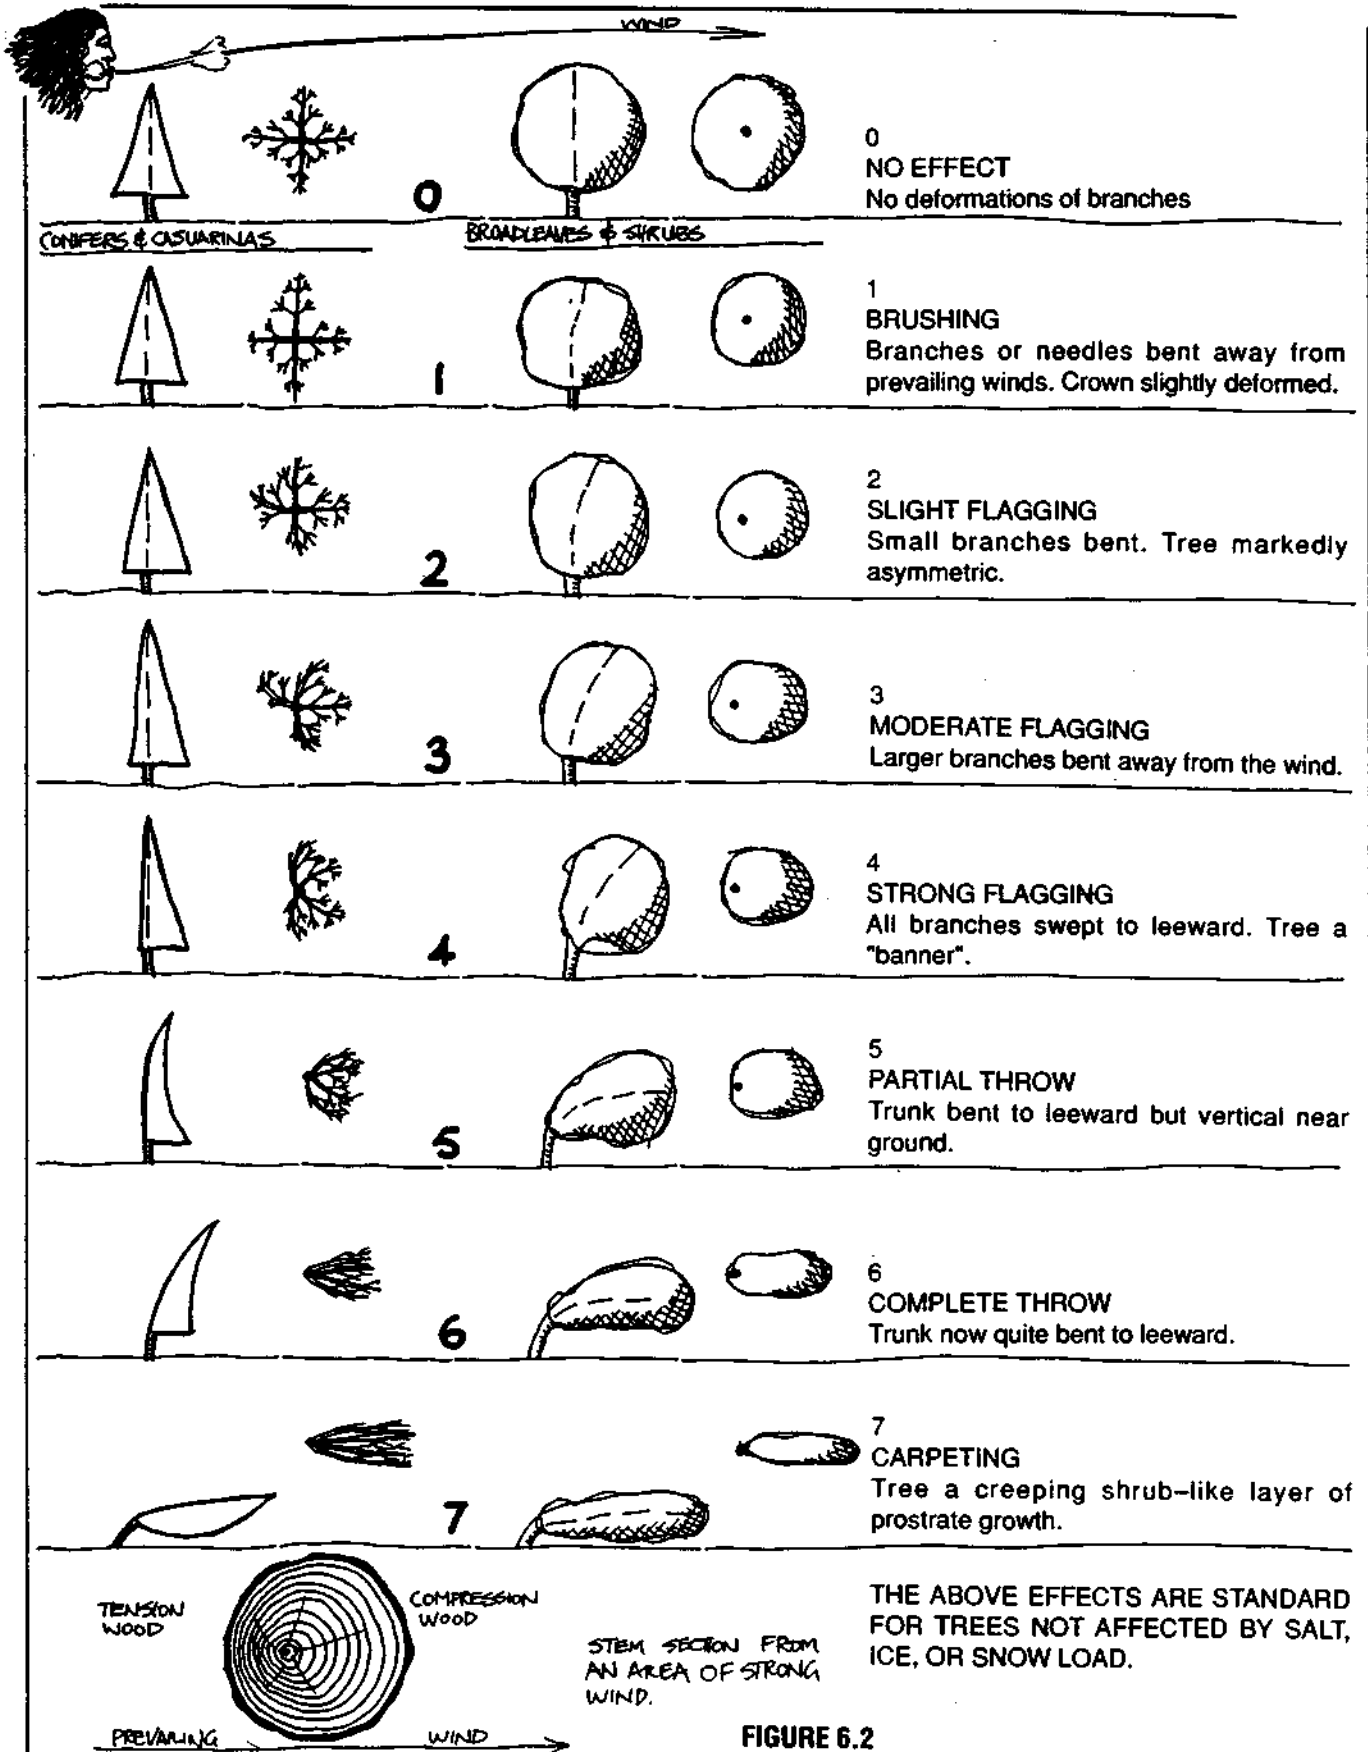 WIND
0
0
NO EFFECT
No deformations of branches
CONIFERS & CASUARINAS
BROADLEAVES & SHRUBS
1
1
BRUSHING
Branches or needles bent away from
prevailing winds. Crown slightly deformed.
2
2
SLIGHT FLAGGING
Small branches bent. Tree markedly
asymmetric.
3
3
MODERATE FLAGGING
Larger branches bent away from the wind.
4
4
STRONG FLAGGING
All branches swept to leeward. Tree a
"banner".
5
5
PARTIAL THROW
Trunk bent to leeward but vertical near
ground.
6
6
COMPLETE THROW
Trunk now quite bent to leeward.
7
7
CARPETING
Tree a creeping shrub–like layer of
prostrate growth.
TENSION
WOOD
COMPRESSION
WOOD
STEM SECTION FROM
AN AREA OF STRONG
WIND.
THE ABOVE EFFECTS ARE STANDARD
FOR TREES NOT AFFECTED BY SALT,
ICE, OR SNOW LOAD.
PREVAILING WIND
FIGURE 6.2